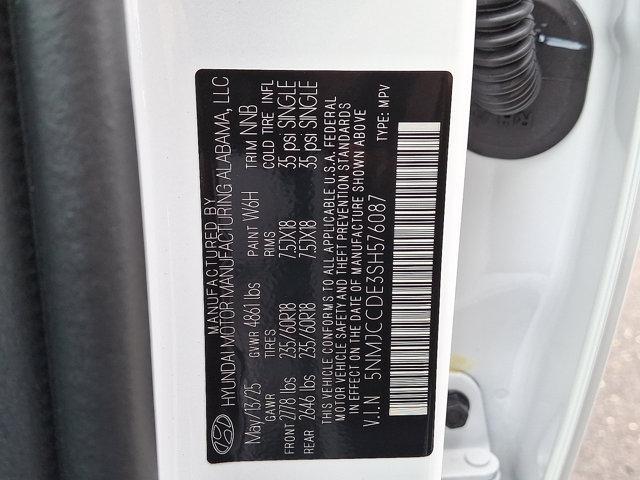 MANUFACTURED BY
HYUNDAI MOTOR MANUFACTURING ALABAMA, LLC
May/13/25 GVWR 4861 lbs PAINT W6H TRIM NNB
GAWR TIRES RIMS COLD TIRE INFL
FRONT 2778 lbs 235/60R18 7.5JX18 35 psi SINGLE
REAR 2646 lbs 235/60R18 7.5JX18 35 psi SINGLE
THIS VEHICLE CONFORMS TO ALL APPLICABLE U.S.A. FEDERAL
MOTOR VEHICLE SAFETY AND THEFT PREVENTION STANDARDS
IN EFFECT ON THE DATE OF MANUFACTURE SHOWN ABOVE
V.I.N 5NMJCCDE3SH576087
TYPE: MPV